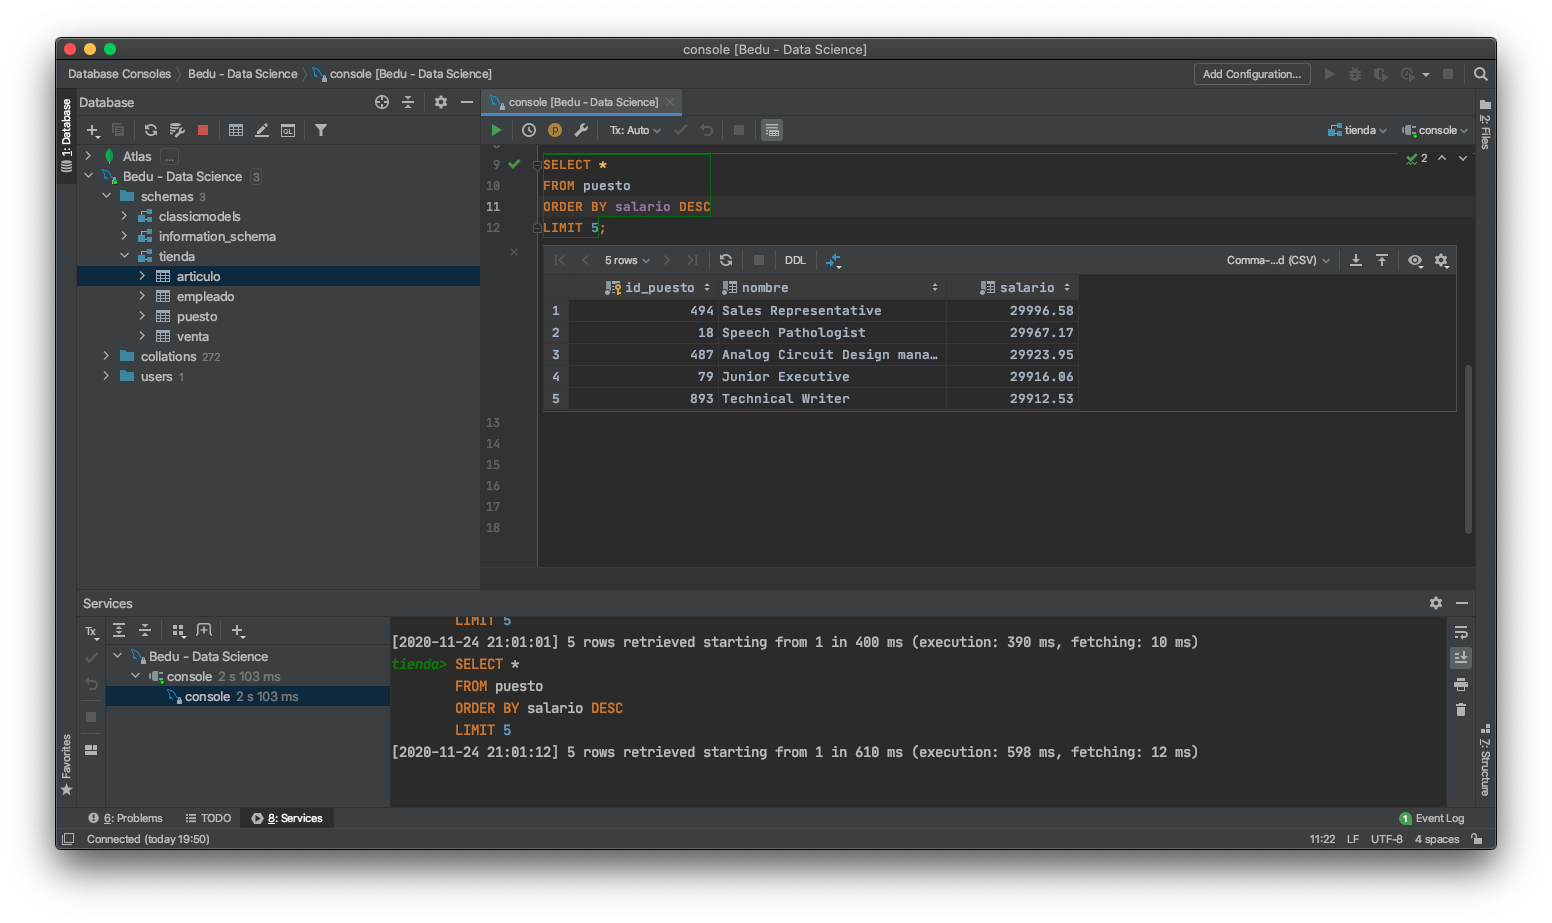 console [Bedu - Data Science]
Database Consoles Bedu - Data Science console [Bedu - Data Science] Add Configuration...
1: Database
Database
Atlas ...
Bedu - Data Science 3
schemas 3
classicmodels
information_schema
tienda
articulo
empleado
puesto
venta
collations 272
users 1
console [Bedu - Data Science]
Tx: Auto tienda console
2: Files
9 SELECT * 2
10 FROM puesto
11 ORDER BY salario DESC
12 LIMIT 5;
5 rows DDL Comma-...d (CSV)
id_puesto nombre salario
1 494 Sales Representative 29996.58
2 18 Speech Pathologist 29967.17
3 487 Analog Circuit Design mana… 29923.95
4 79 Junior Executive 29916.06
5 893 Technical Writer 29912.53
13
14
15
16
17
18
Services
Tx
Bedu - Data Science
console 2 s 103 ms
console 2 s 103 ms
LIMIT 5
[2020-11-24 21:01:01] 5 rows retrieved starting from 1 in 400 ms (execution: 390 ms, fetching: 10 ms)
tienda> SELECT *
FROM puesto
ORDER BY salario DESC
LIMIT 5
[2020-11-24 21:01:12] 5 rows retrieved starting from 1 in 610 ms (execution: 598 ms, fetching: 12 ms)
Favorites
Z: Structure
6: Problems TODO 8: Services 1 Event Log
Connected (today 19:50) 11:22 LF UTF-8 4 spaces